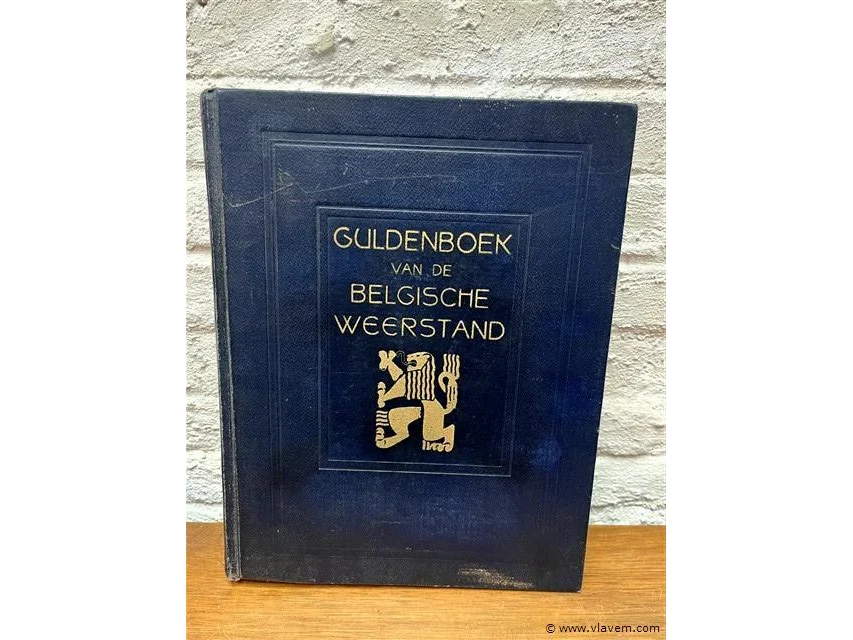 GULDENBOEK
VAN DE
BELGISCHE
WEERSTAND
© www.vlavem.com